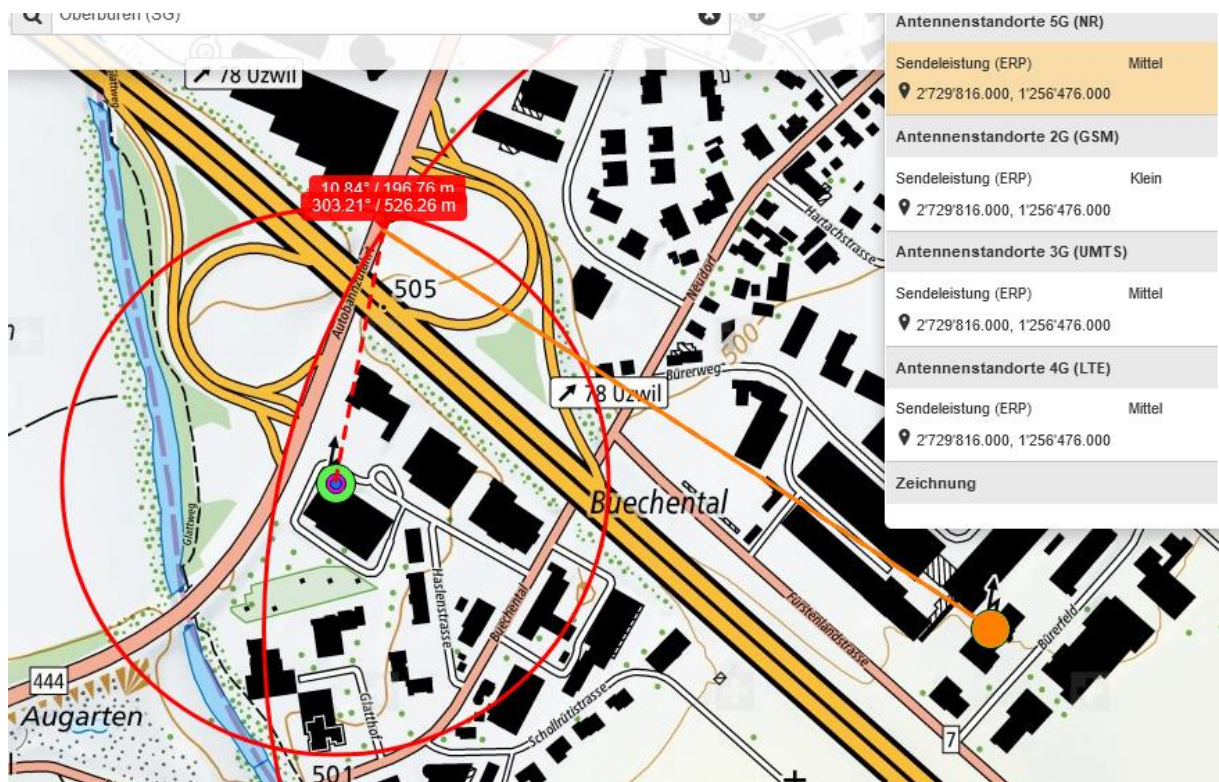 Oberbüren (SG)
78 Uzwil
10.84° / 196.76 m
303.21° / 526.26 m
Glattweg
505
Autobahnzufahrt
Neudorf
Hartachstrasse
500
Bürerweg
78 Uzwil
Glattweg
Buechental
Haslenstrasse
Buechental
Fürstenlandstrasse
Bürerfeld
444
Augarten
Glatthof
Schollrütistrasse
7
501
Antennenstandorte 5G (NR)
Sendeleistung (ERP) Mittel
2'729'816.000, 1'256'476.000
Antennenstandorte 2G (GSM)
Sendeleistung (ERP) Klein
2'729'816.000, 1'256'476.000
Antennenstandorte 3G (UMTS)
Sendeleistung (ERP) Mittel
2'729'816.000, 1'256'476.000
Antennenstandorte 4G (LTE)
Sendeleistung (ERP) Mittel
2'729'816.000, 1'256'476.000
Zeichnung